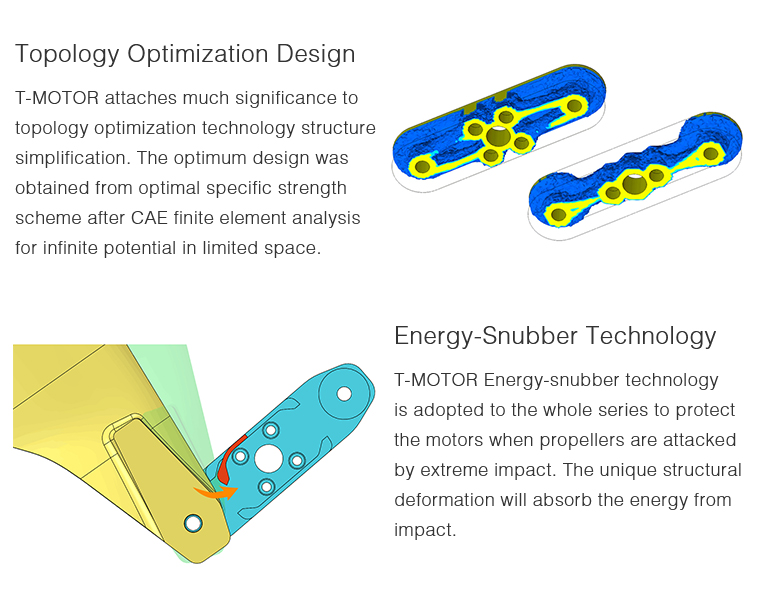 Topology Optimization Design
T-MOTOR attaches much significance to
topology optimization technology structure
simplification. The optimum design was
obtained from optimal specific strength
scheme after CAE finite element analysis
for infinite potential in limited space.
Energy-Snubber Technology
T-MOTOR Energy-snubber technology
is adopted to the whole series to protect
the motors when propellers are attacked
by extreme impact. The unique structural
deformation will absorb the energy from
impact.